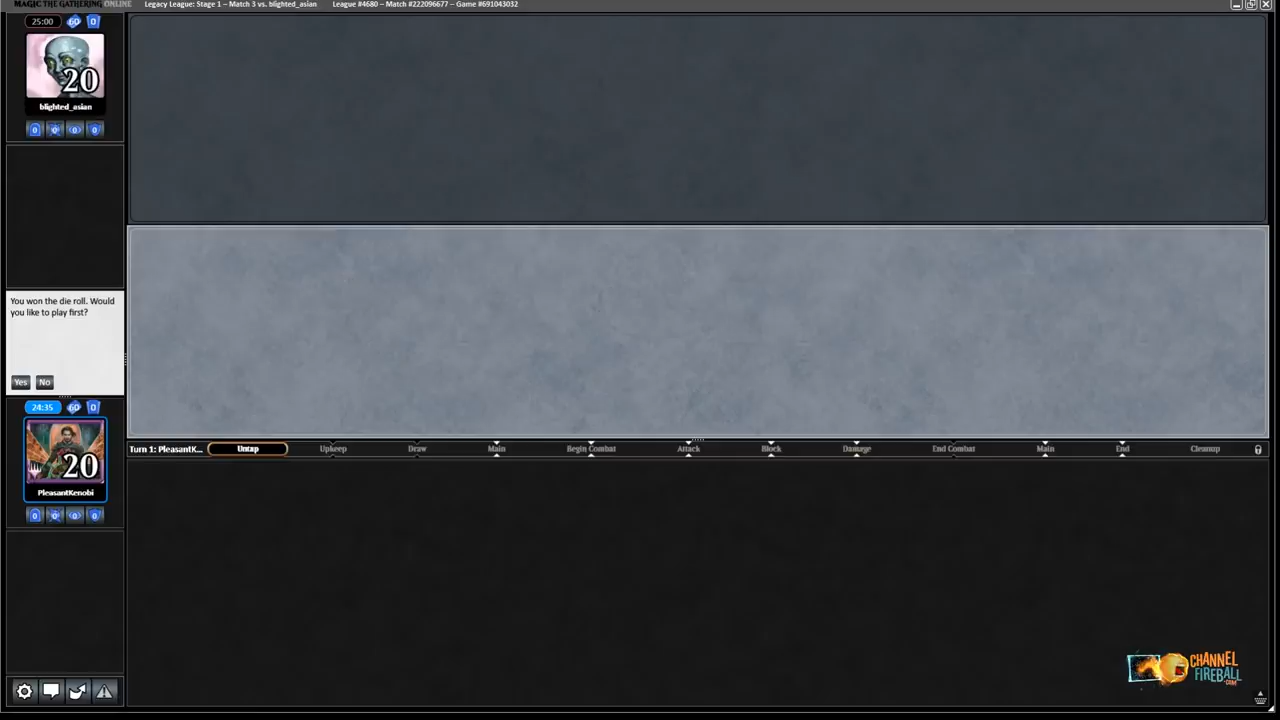 MAGIC THE GATHERING ONLINE Legacy League: Stage 1 – Match 3 vs. blighted_asian League #4680 – Match #222096677 – Game #691043032
25:00 60 0
20
blighted_asian
0 0 0 0
You won the die roll. Would
you like to play first?
Yes No
24:35 60 0
20
PleasantKenobi
0 0 0 0
Turn 1: PleasantK... Untap Upkeep Draw Main Begin Combat Attack Block Damage End Combat Main End Cleanup
CHANNEL
FIREBALL
.COM